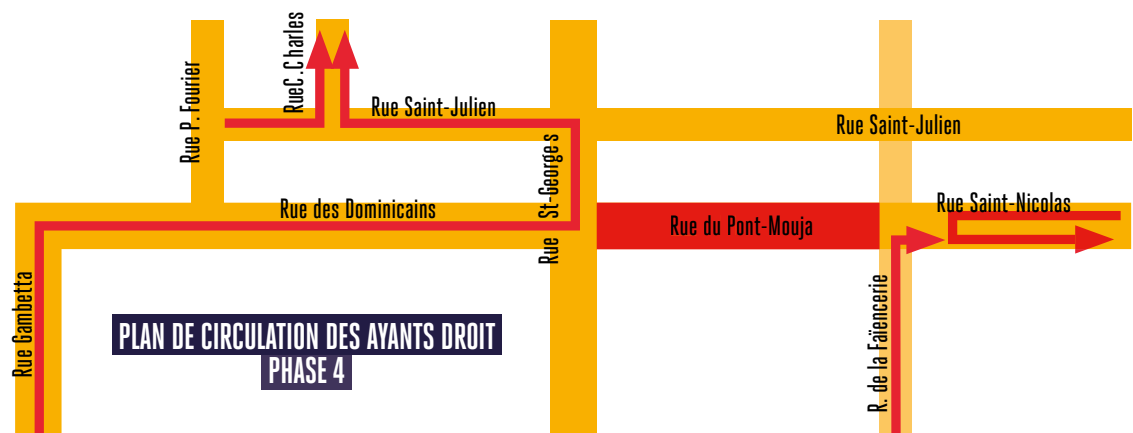 Rue P. Fourier
RueC.Charles
Rue Saint-Julien
Rue Saint-Julien
Rue St-Georges
Rue des Dominicains
Rue du Pont-Mouja
Rue Saint-Nicolas
Rue Gambetta
R. de la Faïencerie
PLAN DE CIRCULATION DES AYANTS DROIT
PHASE 4